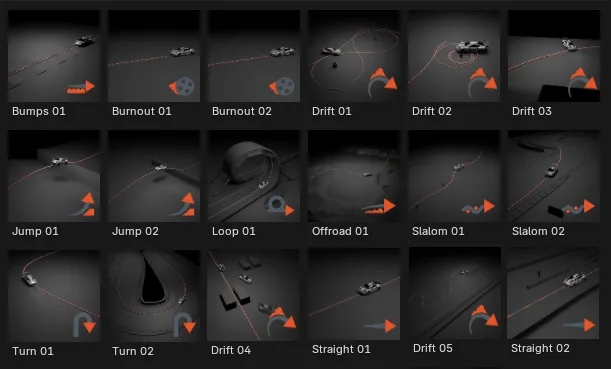 Bumps 01
Burnout 01
Burnout 02
Drift 01
Drift 02
Drift 03
Jump 01
Jump 02
Loop 01
Offroad 01
Slalom 01
Slalom 02
Turn 01
Turn 02
Drift 04
Straight 01
Drift 05
Straight 02